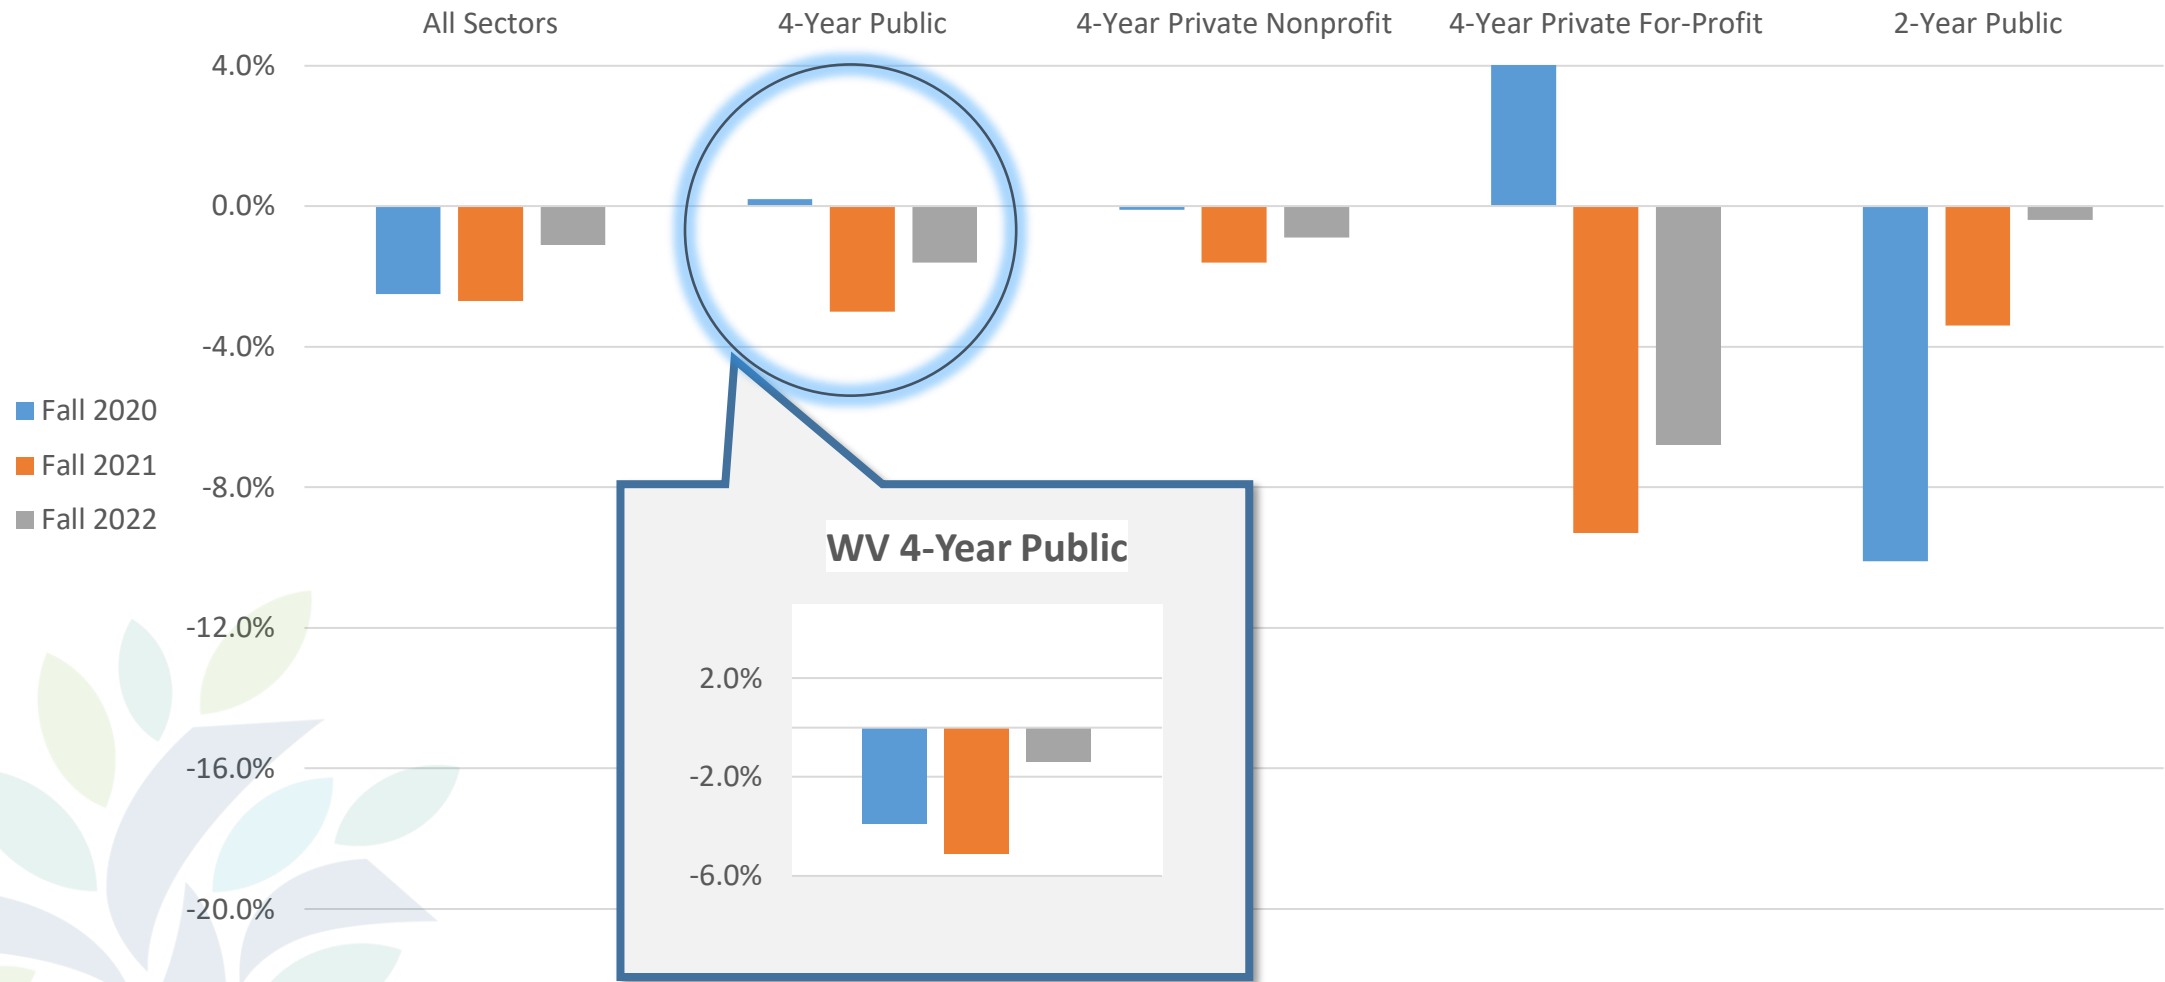 All Sectors
4-Year Public
4-Year Private Nonprofit
4-Year Private For-Profit
2-Year Public
4.0%
0.0%
-4.0%
-8.0%
-12.0%
-16.0%
-20.0%
Fall 2020
Fall 2021
Fall 2022
WV 4-Year Public
2.0%
-2.0%
-6.0%